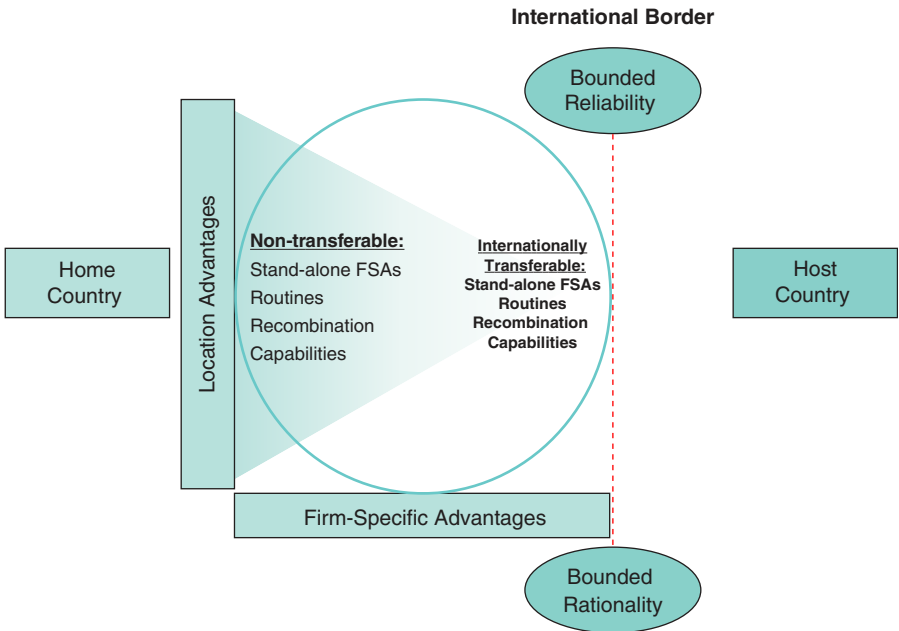 International Border
Bounded
Reliability
Home
Country
Location Advantages
Non-transferable:
Stand-alone FSAs
Routines
Recombination
Capabilities
Internationally
Transferable:
Stand-alone FSAs
Routines
Recombination
Capabilities
Host
Country
Firm-Specific Advantages
Bounded
Rationality